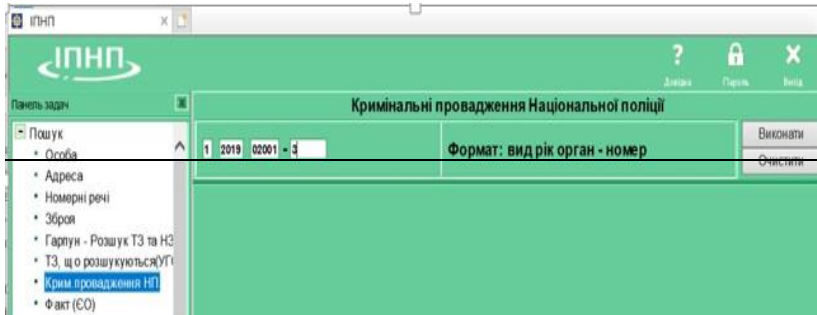 ІПНП
ІПНП
?
Довідка
Пароль
Вихід
Панель задач
Кримінальні провадження Національної поліції
Пошук
Особа
Адреса
Номерні речі
Зброя
Гарпун - Розшук ТЗ та НЗ
ТЗ, що розшукуються(УГ
Крим провадження НП
Факт (ЄО)
1 2019 02001 - 3
Формат: вид рік орган - номер
Виконати
Очистити